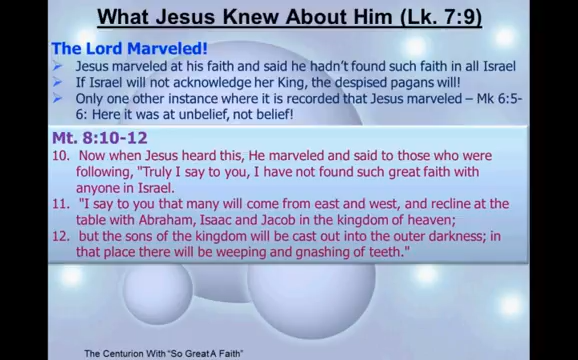 What Jesus Knew About Him (Lk. 7:9)
The Lord Marveled!
Jesus marveled at his faith and said he hadn't found such faith in all Israel
If Israel will not acknowledge her King, the despised pagans will!
Only one other instance where it is recorded that Jesus marveled – Mk 6:5-
6: Here it was at unbelief, not belief!
Mt. 8:10-12
10. Now when Jesus heard this, He marveled and said to those who were
following, "Truly I say to you, I have not found such great faith with
anyone in Israel.
11. "I say to you that many will come from east and west, and recline at the
table with Abraham, Isaac and Jacob in the kingdom of heaven;
12. but the sons of the kingdom will be cast out into the outer darkness; in
that place there will be weeping and gnashing of teeth."
The Centurion With "So Great A Faith"